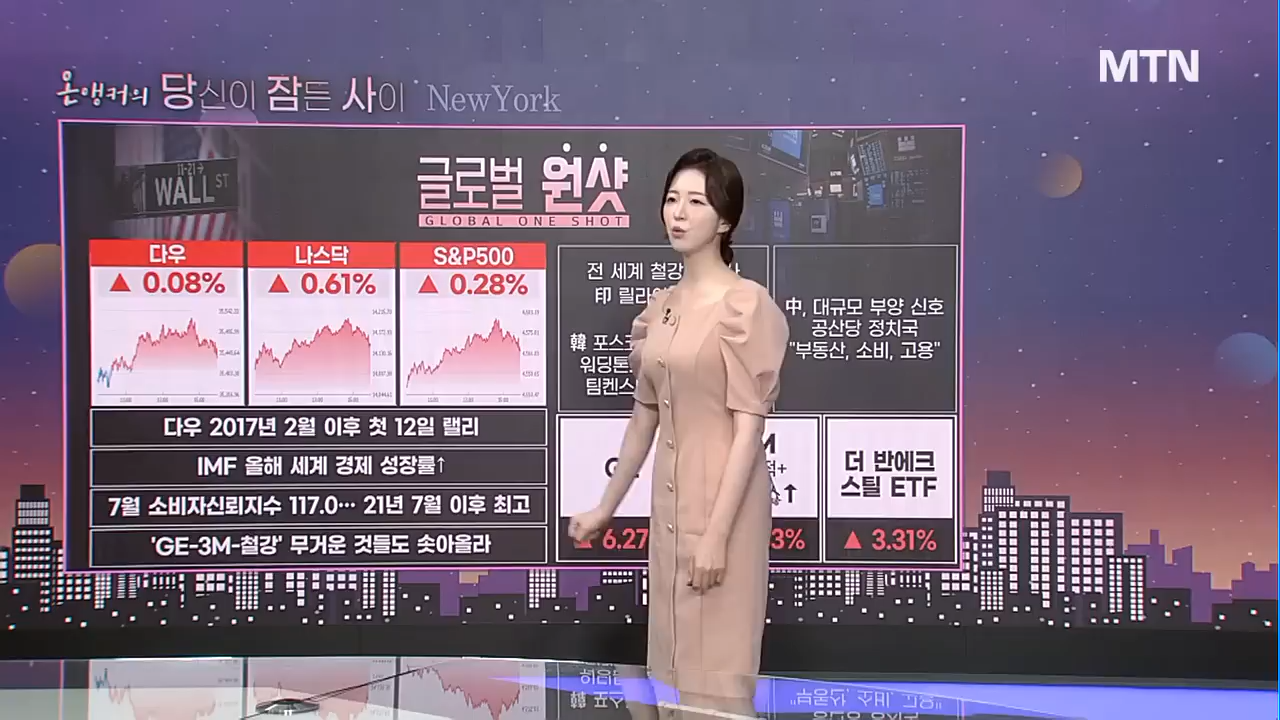 온앵커의 당신이 잠든 사이 NewYork
MTN
WALL ST
글로벌 원샷
GLOBAL ONE SHOT
다우
▲ 0.08%
나스닥
▲ 0.61%
S&P500
▲ 0.28%
다우 2017년 2월 이후 첫 12일 랠리
IMF 올해 세계 경제 성장률↑
7월 소비자신뢰지수 117.0… 21년 7월 이후 최고
'GE-3M-철강' 무거운 것들도 솟아올라
전 세계 철강
印
韓
팀켄스
中, 대규모 부양 신호
공산당 정치국
"부동산, 소비, 고용"
6.27
3%
더 반에크
스틸 ETF
▲ 3.31%